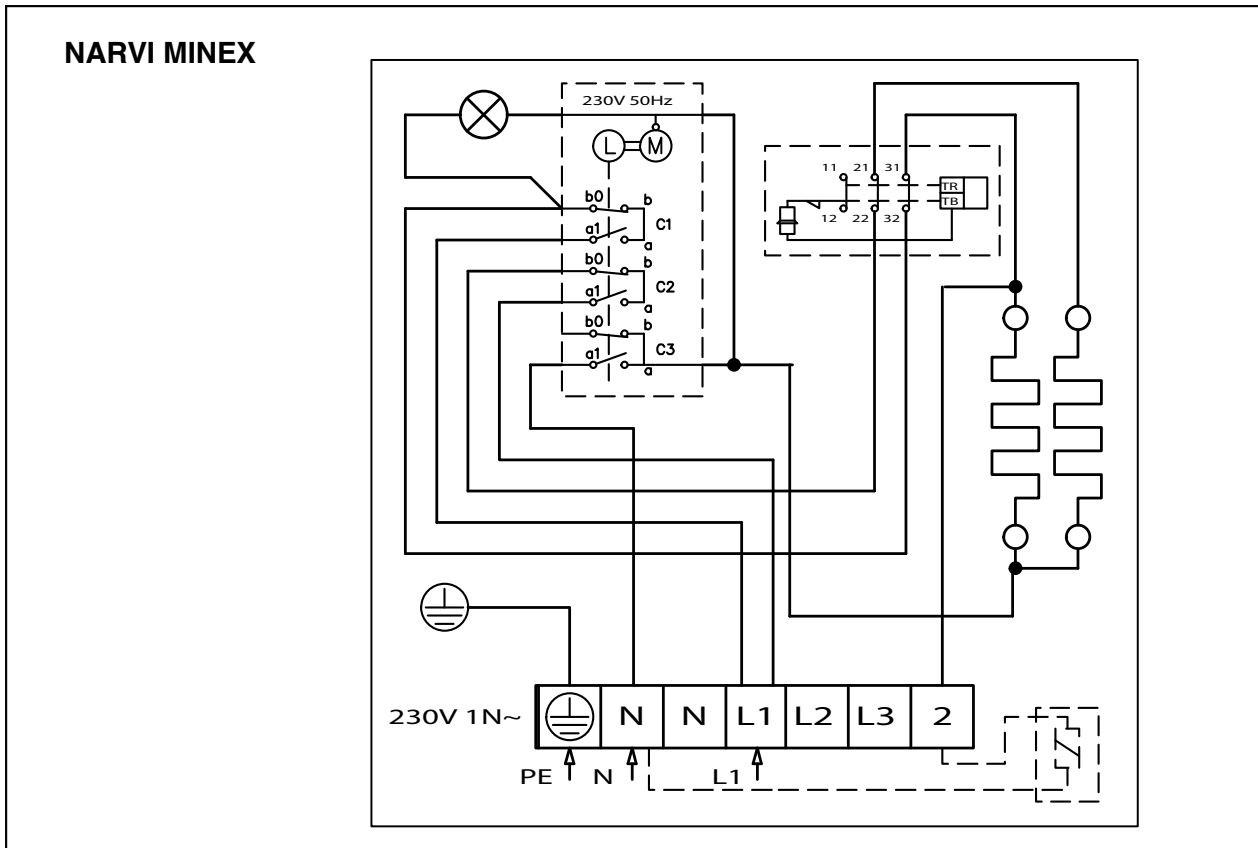 NARVI MINEX
230V 50Hz
L M
11 21 31
TR
TB
12 22 32
b0 b
C1
a1 a
b0 b
C2
a1 a
b0 b
C3
a1 a
230V 1N~ N N L1 L2 L3 2
PE N L1